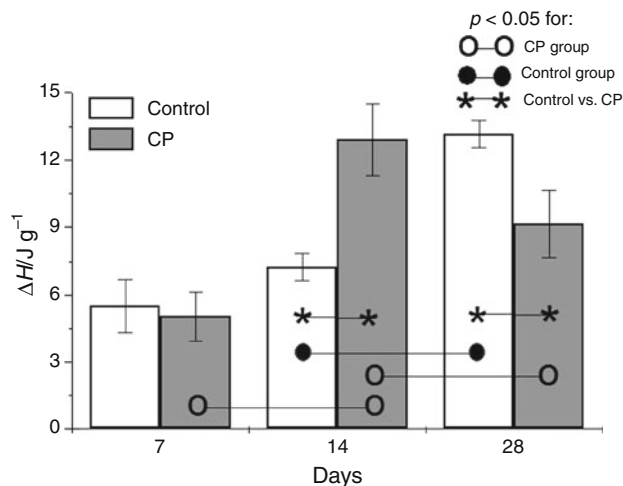 p < 0.05 for:
CP group
Control group
Control vs. CP
Control
CP
15
12
9
6
3
0
ΔH/J g⁻¹
7 14 28
Days